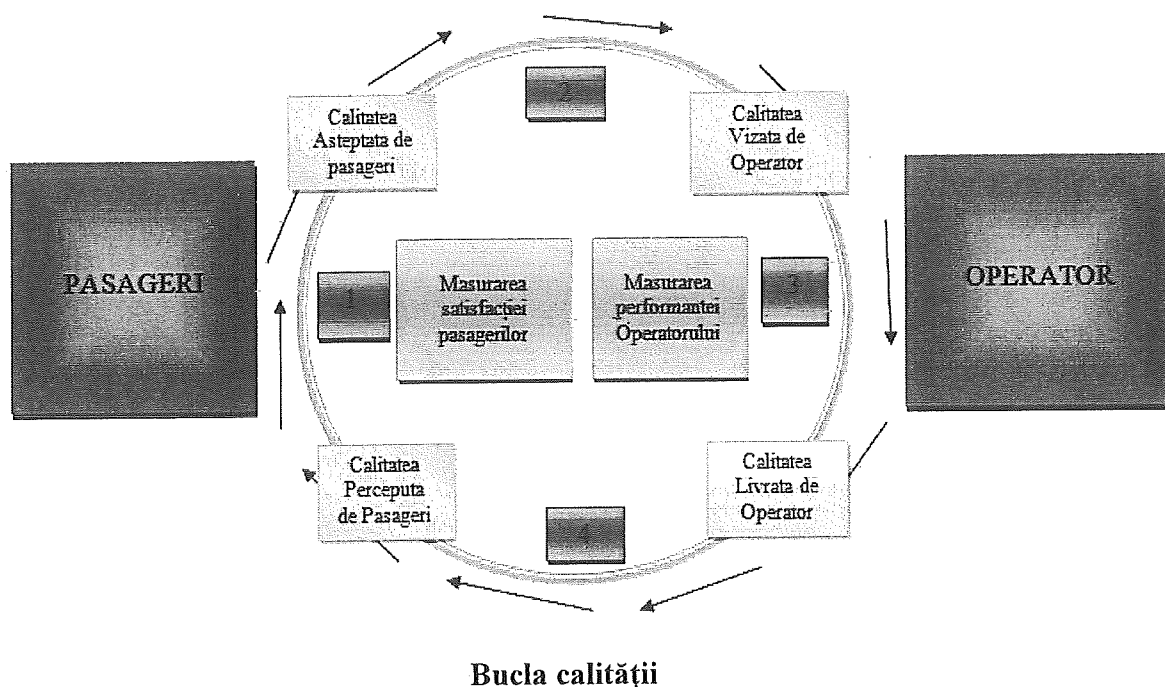 2
Calitatea
Asteptata de
pasageri
Calitatea
Vizata de
Operator
PASAGERI
1
Masurarea
satisfacției
pasagerilor
Masurarea
performantei
Operatorului
3
OPERATOR
Calitatea
Perceputa
de Pasageri
4
Calitatea
Livrata de
Operator
Bucla calității